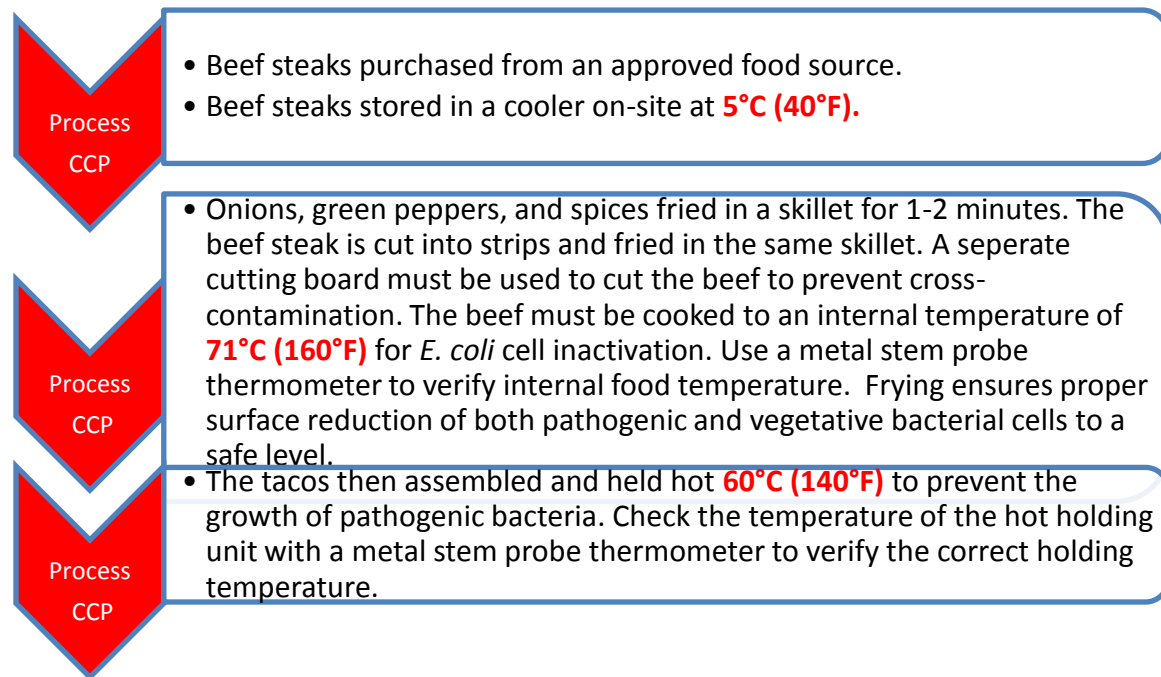 Process
CCP
• Beef steaks purchased from an approved food source.
• Beef steaks stored in a cooler on-site at 5°C (40°F).
Process
CCP
• Onions, green peppers, and spices fried in a skillet for 1-2 minutes. The
beef steak is cut into strips and fried in the same skillet. A seperate
cutting board must be used to cut the beef to prevent cross-
contamination. The beef must be cooked to an internal temperature of
71°C (160°F) for E. coli cell inactivation. Use a metal stem probe
thermometer to verify internal food temperature.  Frying ensures proper
surface reduction of both pathogenic and vegetative bacterial cells to a
safe level.
Process
CCP
• The tacos then assembled and held hot 60°C (140°F) to prevent the
growth of pathogenic bacteria. Check the temperature of the hot holding
unit with a metal stem probe thermometer to verify the correct holding
temperature.